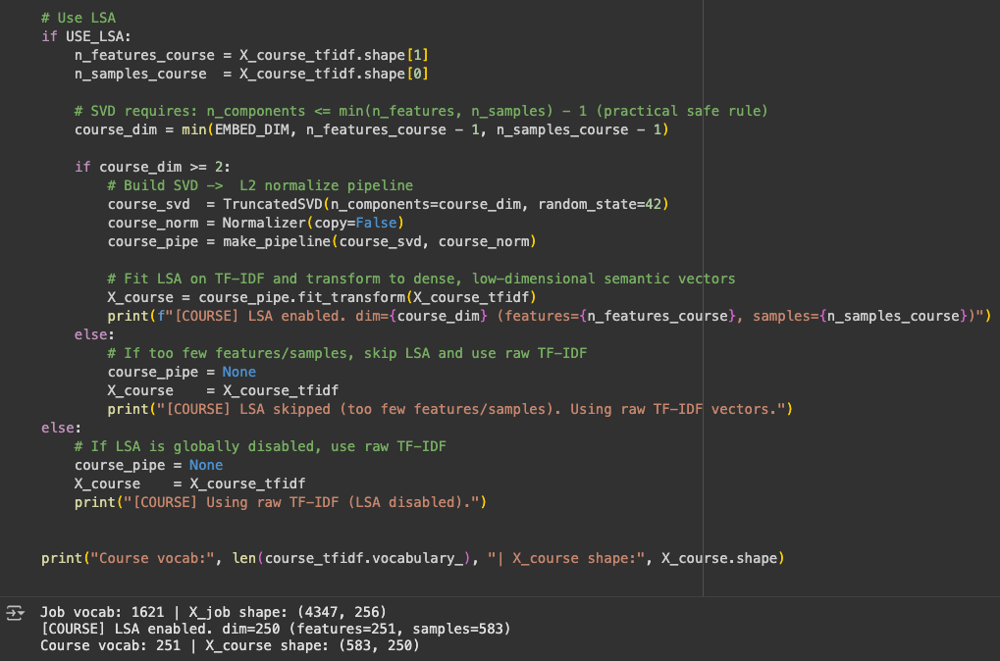 # Use LSA
if USE_LSA:
    n_features_course = X_course_tfidf.shape[1]
    n_samples_course  = X_course_tfidf.shape[0]

    # SVD requires: n_components <= min(n_features, n_samples) - 1 (practical safe rule)
    course_dim = min(EMBED_DIM, n_features_course - 1, n_samples_course - 1)

    if course_dim >= 2:
        # Build SVD ->  L2 normalize pipeline
        course_svd  = TruncatedSVD(n_components=course_dim, random_state=42)
        course_norm = Normalizer(copy=False)
        course_pipe = make_pipeline(course_svd, course_norm)

        # Fit LSA on TF-IDF and transform to dense, low-dimensional semantic vectors
        X_course = course_pipe.fit_transform(X_course_tfidf)
        print(f"[COURSE] LSA enabled. dim={course_dim} (features={n_features_course}, samples={n_samples_course})")
    else:
        # If too few features/samples, skip LSA and use raw TF-IDF
        course_pipe = None
        X_course    = X_course_tfidf
        print("[COURSE] LSA skipped (too few features/samples). Using raw TF-IDF vectors.")
else:
    # If LSA is globally disabled, use raw TF-IDF
    course_pipe = None
    X_course    = X_course_tfidf
    print("[COURSE] Using raw TF-IDF (LSA disabled).")


print("Course vocab:", len(course_tfidf.vocabulary_), "| X_course shape:", X_course.shape)

Job vocab: 1621 | X_job shape: (4347, 256)
[COURSE] LSA enabled. dim=250 (features=251, samples=583)
Course vocab: 251 | X_course shape: (583, 250)